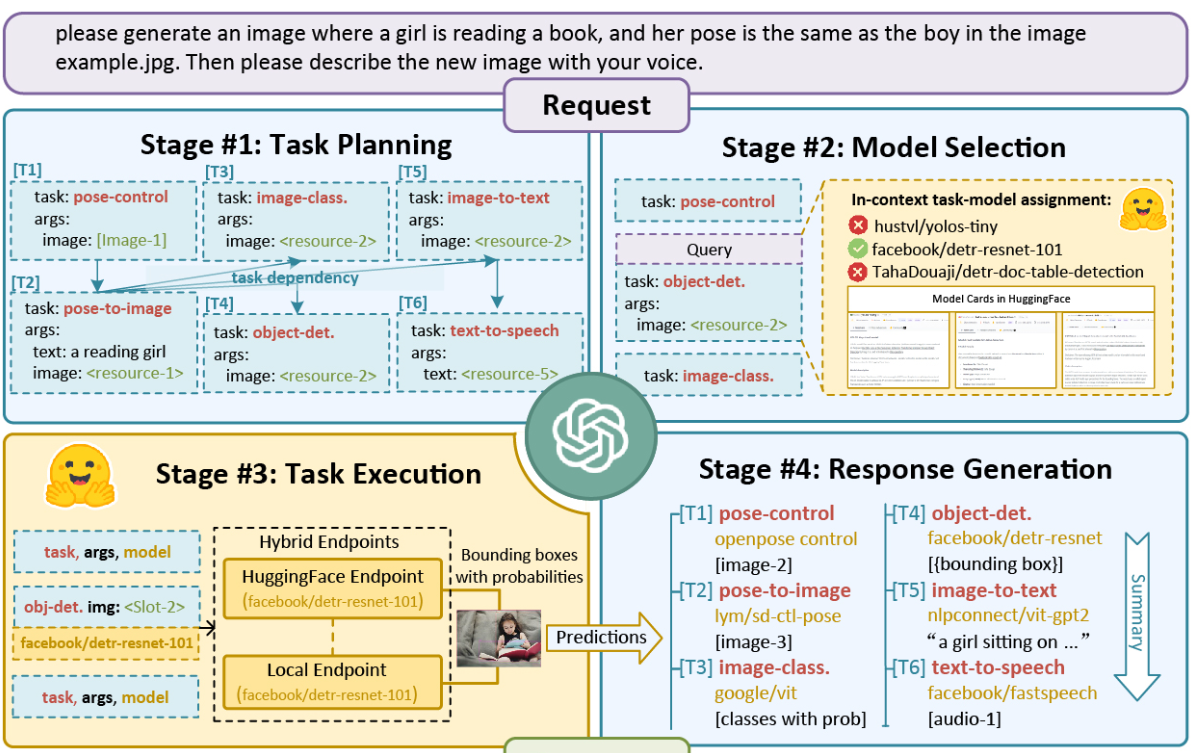 please generate an image where a girl is reading a book, and her pose is the same as the boy in the image
example.jpg. Then please describe the new image with your voice.
Request
Stage #1: Task Planning
[T1]
task: pose-control
args:
image: [Image-1]
[T3]
task: image-class.
args:
image: <resource-2>
[T5]
task: image-to-text
args:
image: <resource-2>
task dependency
[T2]
task: pose-to-image
args:
text: a reading girl
image: <resource-1>
[T4]
task: object-det.
args:
image: <resource-2>
[T6]
task: text-to-speech
args:
text: <resource-5>
Stage #2: Model Selection
task: pose-control
Query
task: object-det.
args:
image: <resource-2>
task: image-class.
In-context task-model assignment:
hustvl/yolos-tiny
facebook/detr-resnet-101
TahaDouaji/detr-doc-table-detection
Model Cards in HuggingFace
Stage #3: Task Execution
task, args, model
obj-det. img: <Slot-2>
facebook/detr-resnet-101
task, args, model
Hybrid Endpoints
HuggingFace Endpoint
(facebook/detr-resnet-101)
Local Endpoint
(facebook/detr-resnet-101)
Bounding boxes
with probabilities
Predictions
Stage #4: Response Generation
[T1] pose-control
openpose control
[image-2]
[T2] pose-to-image
lym/sd-ctl-pose
[image-3]
[T3] image-class.
google/vit
[classes with prob]
[T4] object-det.
facebook/detr-resnet
[{bounding box}]
[T5] image-to-text
nlpconnect/vit-gpt2
“a girl sitting on ...”
[T6] text-to-speech
facebook/fastspeech
[audio-1]
Summary